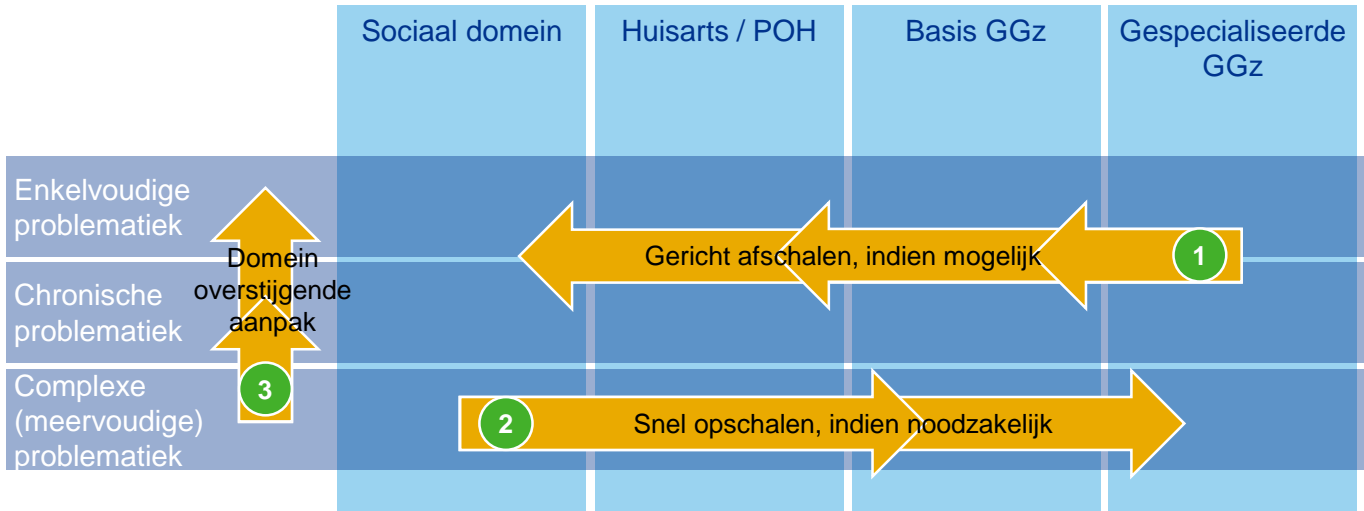 Sociaal domein
Huisarts / POH
Basis GGz
Gespecialiseerde
GGz
Enkelvoudige
problematiek
Chronische
problematiek
Complexe
(meervoudige)
problematiek
Domein
overstijgende
aanpak
3
Gericht afschalen, indien mogelijk
1
2
Snel opschalen, indien noodzakelijk